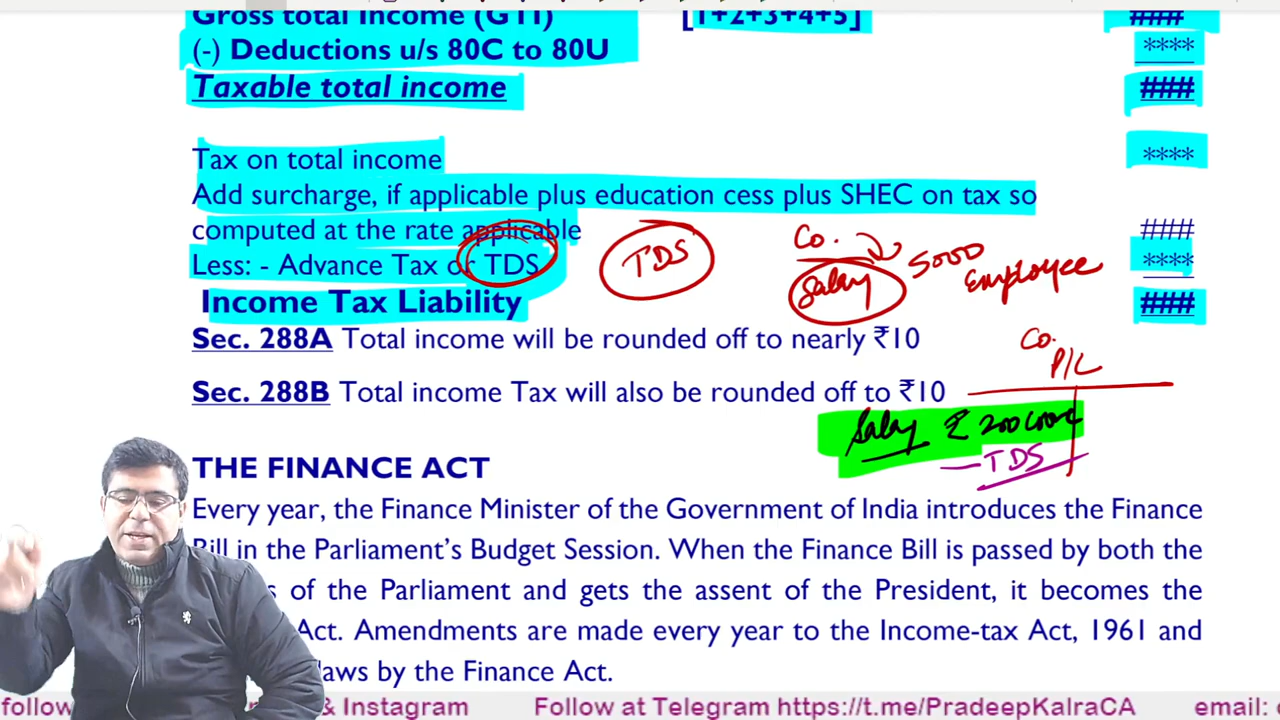 Gross total Income (GTI) [1+2+3+4+5] ###
(-) Deductions u/s 80C to 80U ****
Taxable total income ###
Tax on total income ****
Add surcharge, if applicable plus education cess plus SHEC on tax so
computed at the rate applicable ####
Less: - Advance Tax or TDS ****
TDS
Co.
Salary 5000
Employee
Income Tax Liability ###
Sec. 288A Total income will be rounded off to nearly ₹10
Co.
P/L
Sec. 288B Total income Tax will also be rounded off to ₹10
Salary ₹
— TDS
THE FINANCE ACT
Every year, the Finance Minister of the Government of India introduces the Finance
Bill in the Parliament's Budget Session. When the Finance Bill is passed by both the
of the Parliament and gets the assent of the President, it becomes the
Act. Amendments are made every year to the Income-tax Act, 1961 and
laws by the Finance Act.
follow & Instagram Follow at Telegram https://t.me/PradeepKalraCA email: